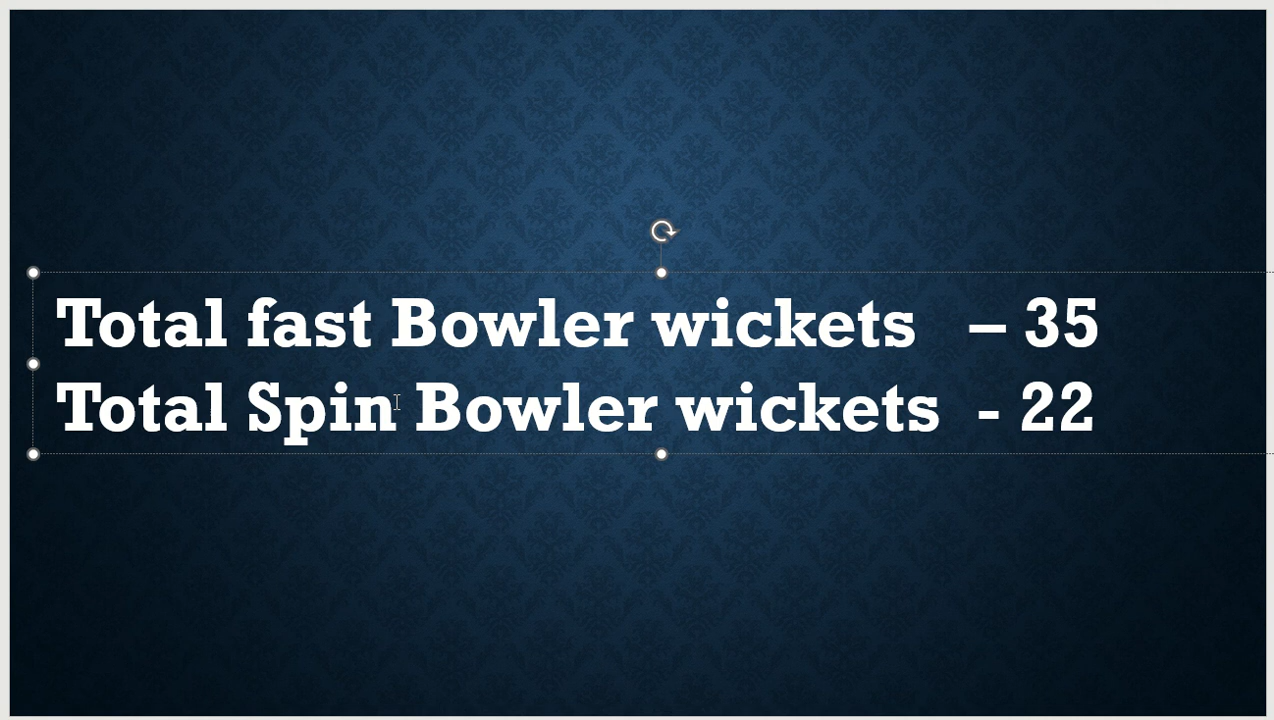 Total fast Bowler wickets – 35
Total Spin Bowler wickets - 22